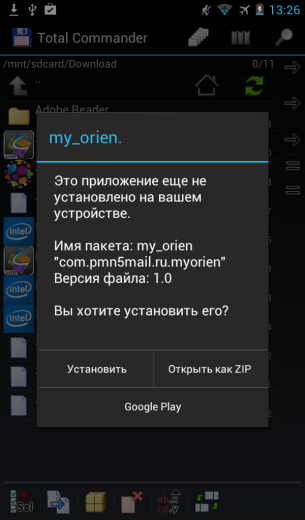 13:26
Total Commander
/mnt/sdcard/Download
0/11
..
Adobe Reader
my_orien.
Это приложение еще не
установлено на вашем
устройстве.
Имя пакета: my_orien
"com.pmn5mail.ru.myorien"
Версия файла: 1.0
Вы хотите установить его?
Установить
Открыть как ZIP
Google Play